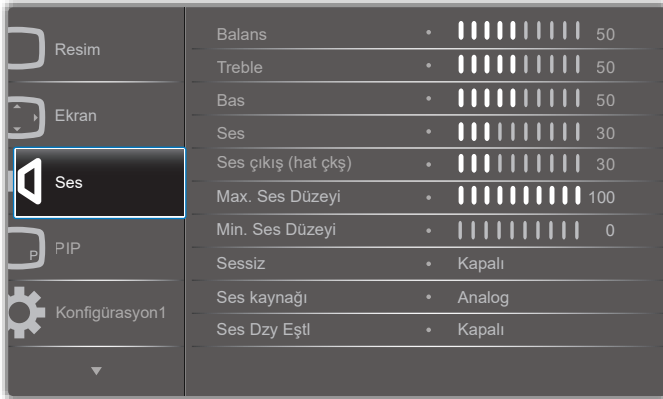 Resim
Ekran
Ses
P
PIP
Konfigürasyon1
Balans • 50
Treble • 50
Bas • 50
Ses • 30
Ses çıkış (hat çkş) • 30
Max. Ses Düzeyi • 100
Min. Ses Düzeyi • 0
Sessiz • Kapalı
Ses kaynağı • Analog
Ses Dzy Eştl • Kapalı